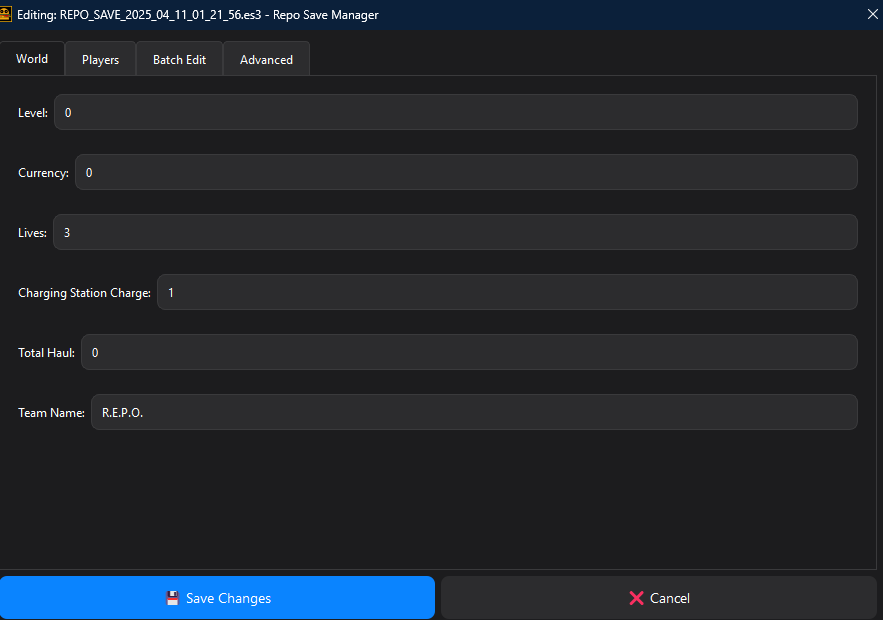 Editing: REPO_SAVE_2025_04_11_01_21_56.es3 - Repo Save Manager
World Players Batch Edit Advanced
Level: 0
Currency: 0
Lives: 3
Charging Station Charge: 1
Total Haul: 0
Team Name: R.E.P.O.
Save Changes Cancel